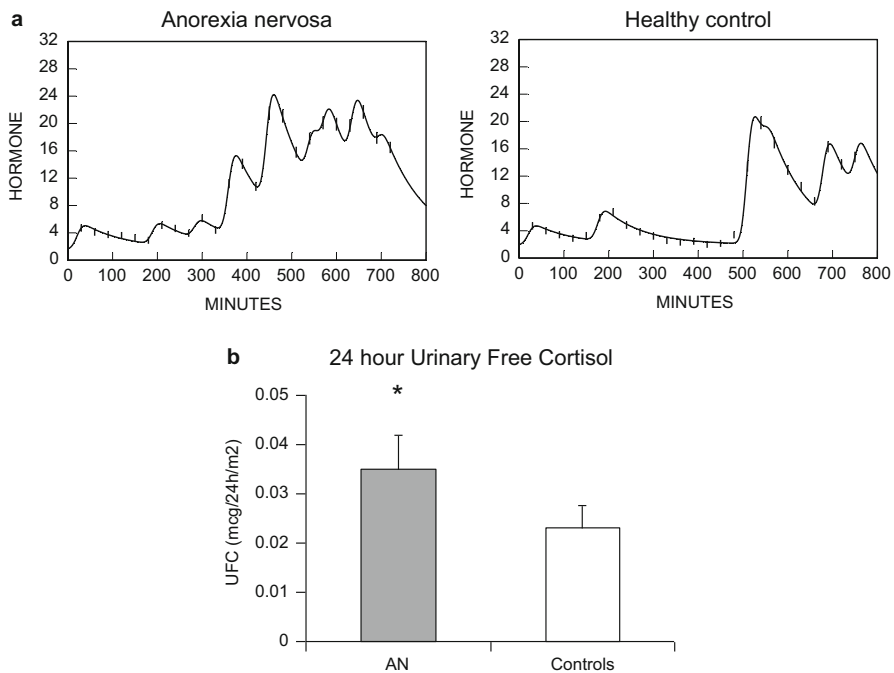 a
Anorexia nervosa
Healthy control
HORMONE
32
28
24
20
16
12
8
4
0
0 100 200 300 400 500 600 700 800
MINUTES
HORMONE
32
28
24
20
16
12
8
4
0
0 100 200 300 400 500 600 700 800
MINUTES
b
24 hour Urinary Free Cortisol
UFC (mcg/24h/m2)
0.05
0.04
0.03
0.02
0.01
0
*
AN
Controls